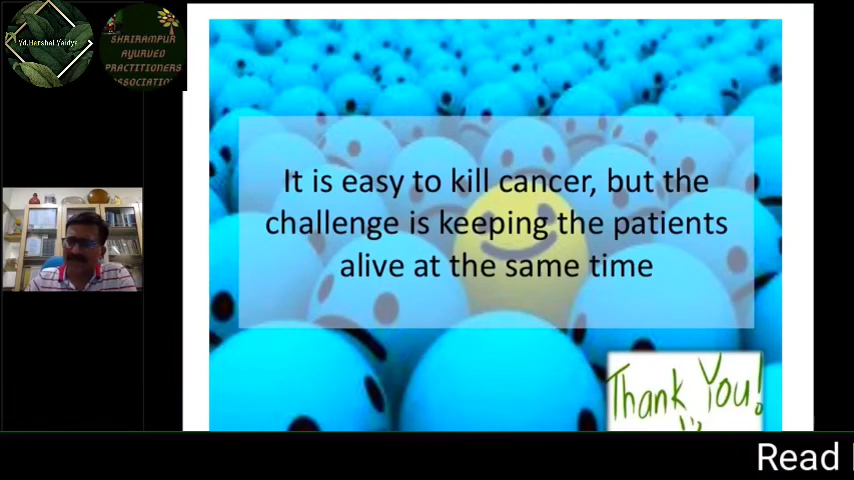 Yd.Harshal Vaidya
SHRIRAMPUR
AYURVED
PRACTITIONERS
ASSOCIATION
It is easy to kill cancer, but the
challenge is keeping the patients
alive at the same time
Thank You!
Read